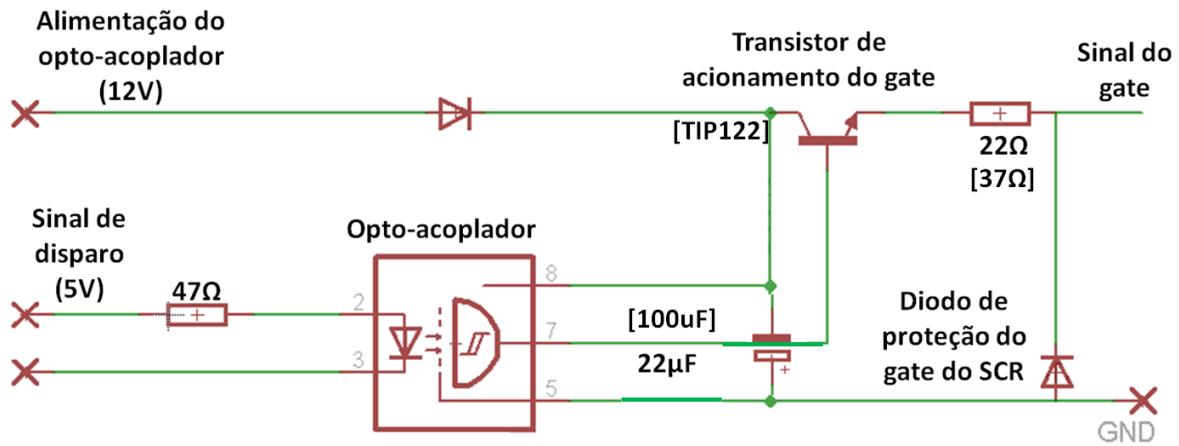 Alimentação do
opto-acoplador
(12V)
Transistor de
acionamento do gate
Sinal do
gate
[TIP122]
22Ω
[37Ω]
Sinal de
disparo
(5V)
47Ω
Opto-acoplador
2
3
8
7
5
[100uF]
22µF
+
Diodo de
proteção do
gate do SCR
GND